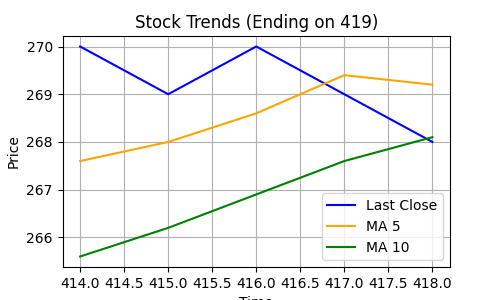 Stock Trends (Ending on 419)
Price
270
269
268
267
266
Last Close
MA 5
MA 10
414.0 414.5 415.0 415.5 416.0 416.5 417.0 417.5 418.0
Time